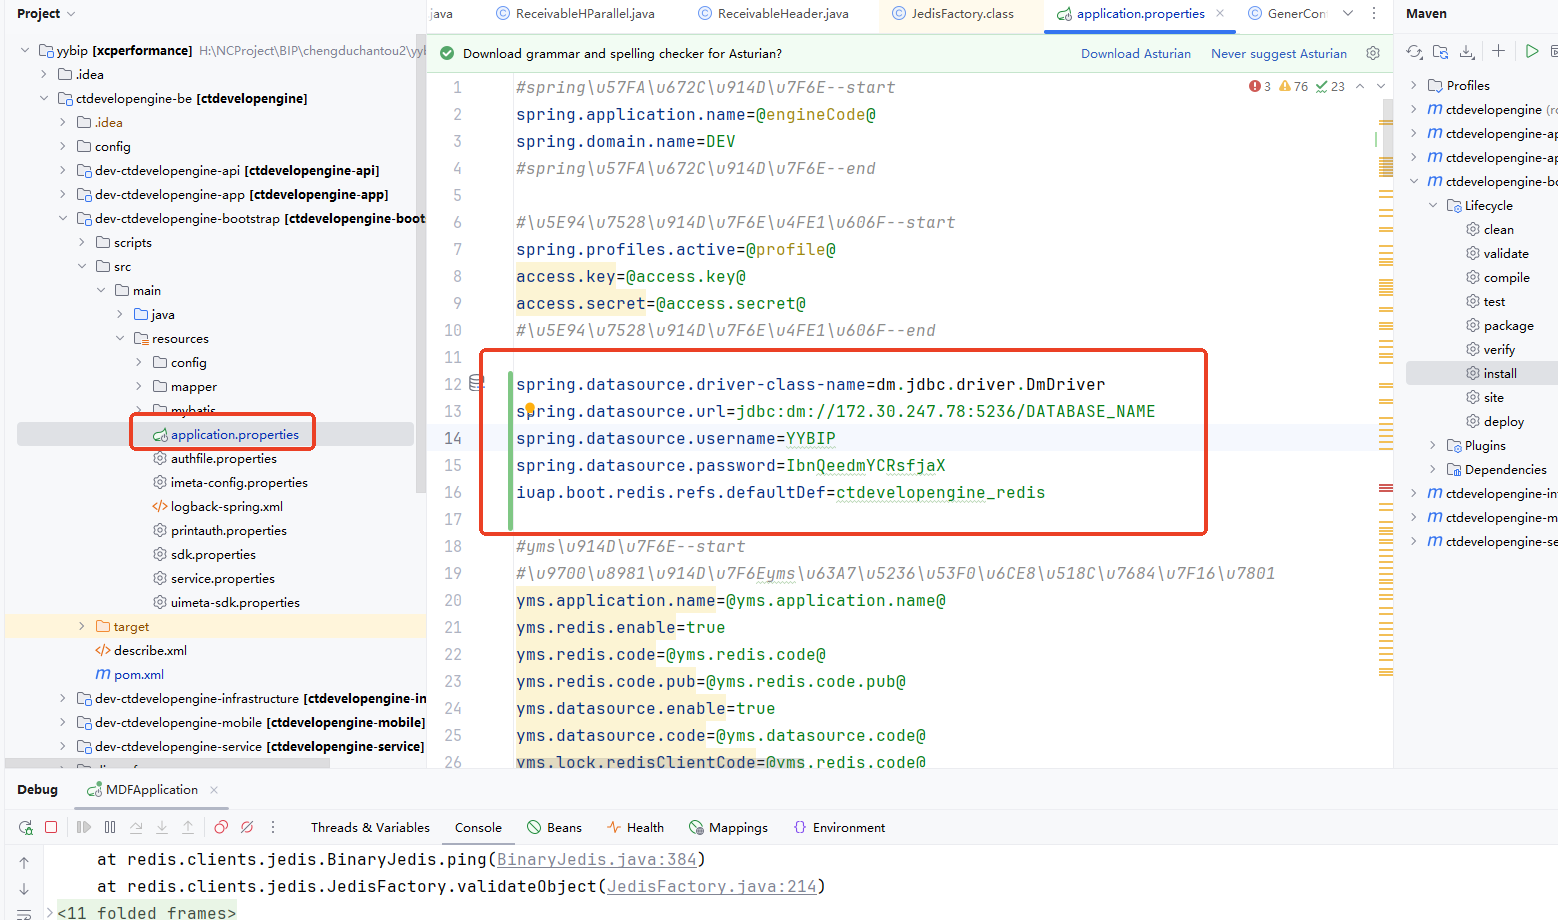 Project
yybip [xcperformance] H:\NCProject\BIP\chengduchantou2\yyb
.idea
ctdevelopengine-be [ctdevelopengine]
.idea
config
dev-ctdevelopengine-api [ctdevelopengine-api]
dev-ctdevelopengine-app [ctdevelopengine-app]
dev-ctdevelopengine-bootstrap [ctdevelopengine-boot
scripts
src
main
java
resources
config
mapper
mybatis
application.properties
authfile.properties
imeta-config.properties
logback-spring.xml
printauth.properties
sdk.properties
service.properties
uimeta-sdk.properties
target
describe.xml
pom.xml
dev-ctdevelopengine-infrastructure [ctdevelopengine-in
dev-ctdevelopengine-mobile [ctdevelopengine-mobile]
dev-ctdevelopengine-service [ctdevelopengine-service]
java ReceivableHParallel.java ReceivableHeader.java JedisFactory.class application.properties GenerCon
Download grammar and spelling checker for Asturian? Download Asturian Never suggest Asturian
3 76 23
1 #spring\u57FA\u672C\u914D\u7F6E--start
2 spring.application.name=@engineCode@
3 spring.domain.name=DEV
4 #spring\u57FA\u672C\u914D\u7F6E--end
5
6 #\u5E94\u7528\u914D\u7F6E\u4FE1\u606F--start
7 spring.profiles.active=@profile@
8 access.key=@access.key@
9 access.secret=@access.secret@
10 #\u5E94\u7528\u914D\u7F6E\u4FE1\u606F--end
11
12 spring.datasource.driver-class-name=dm.jdbc.driver.DmDriver
13 spring.datasource.url=jdbc:dm://172.30.247.78:5236/DATABASE_NAME
14 spring.datasource.username=YYBIP
15 spring.datasource.password=IbnQeedmYCRsfjaX
16 iuap.boot.redis.refs.defaultDef=ctdevelopengine_redis
17
18 #yms\u914D\u7F6E--start
19 #\u9700\u8981\u914D\u7F6Eyms\u63A7\u5236\u53F0\u6CE8\u518C\u7684\u7F16\u7801
20 yms.application.name=@yms.application.name@
21 yms.redis.enable=true
22 yms.redis.code=@yms.redis.code@
23 yms.redis.code.pub=@yms.redis.code.pub@
24 yms.datasource.enable=true
25 yms.datasource.code=@yms.datasource.code@
26 yms.lock.redisClientCode=@yms.redis.code@
Maven
Profiles
ctdevelopengine (ro
ctdevelopengine-ap
ctdevelopengine-ap
ctdevelopengine-bo
Lifecycle
clean
validate
compile
test
package
verify
install
site
deploy
Plugins
Dependencies
ctdevelopengine-in
ctdevelopengine-m
ctdevelopengine-se
Debug MDFApplication
Threads & Variables Console Beans Health Mappings Environment
at redis.clients.jedis.BinaryJedis.ping(BinaryJedis.java:384)
at redis.clients.jedis.JedisFactory.validateObject(JedisFactory.java:214)
<11 folded frames>